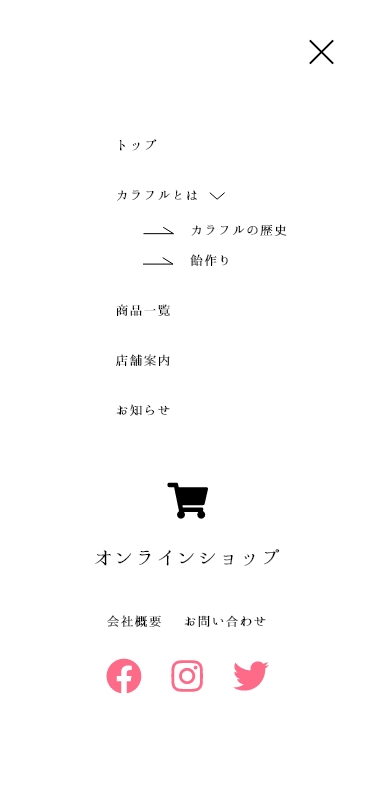 トップ
カラフルとは
カラフルの歴史
飴作り
商品一覧
店舗案内
お知らせ
オンラインショップ
会社概要 お問い合わせ